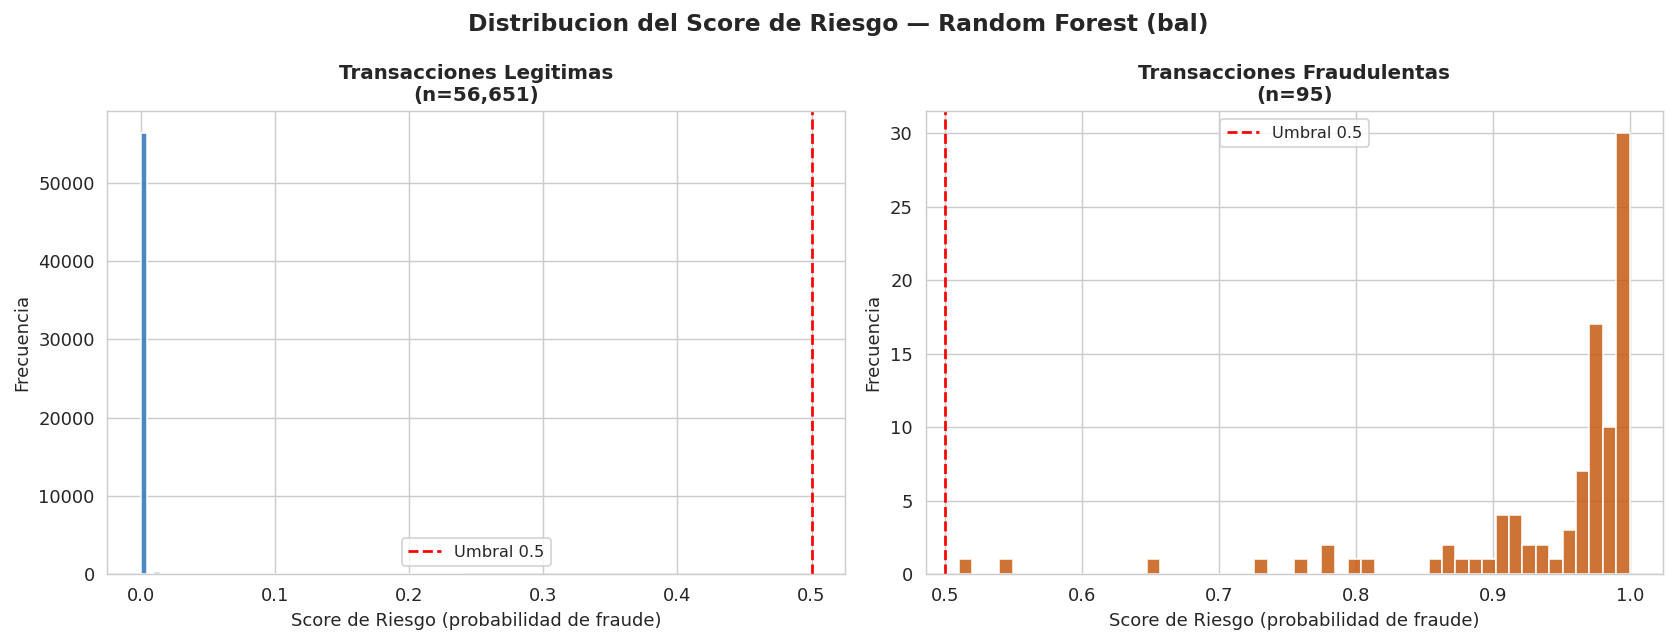 Distribucion del Score de Riesgo — Random Forest (bal)
Transacciones Legitimas
(n=56,651)
Frecuencia
50000
40000
30000
20000
10000
0
Umbral 0.5
0.0 0.1 0.2 0.3 0.4 0.5
Score de Riesgo (probabilidad de fraude)
Transacciones Fraudulentas
(n=95)
Frecuencia
30
25
20
15
10
5
0
Umbral 0.5
0.5 0.6 0.7 0.8 0.9 1.0
Score de Riesgo (probabilidad de fraude)